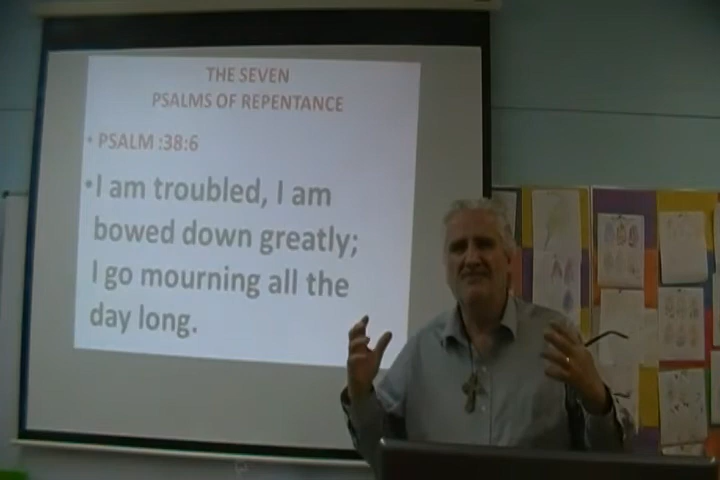 THE SEVEN
PSALMS OF REPENTANCE
• PSALM :38:6
•I am troubled, I am
bowed down greatly;
I go mourning all the
day long.